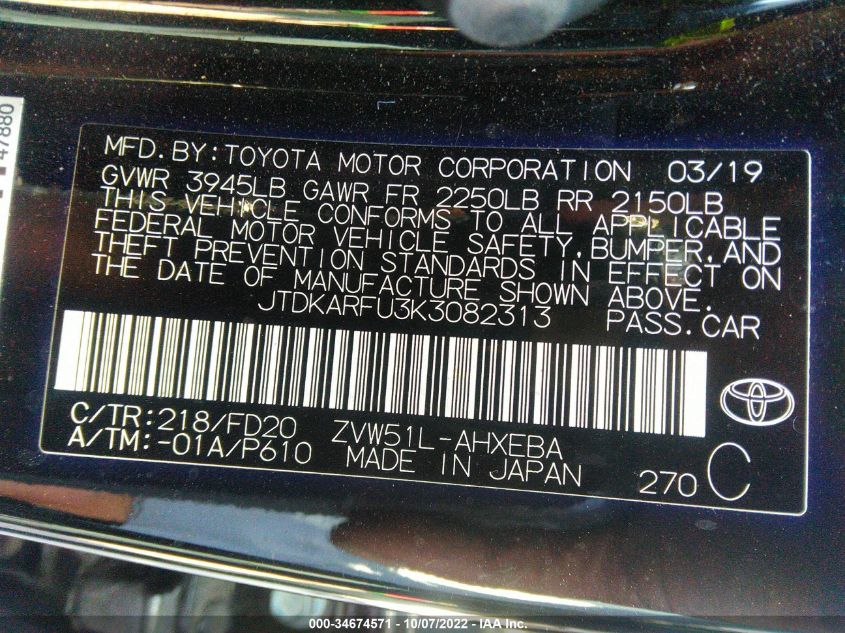 47880
MFD.BY:TOYOTA MOTOR CORPORATION 03/19
GVWR 3945LB GAWR FR 2250LB RR 2150LB
THIS VEHICLE CONFORMS TO ALL APPLICABLE
FEDERAL MOTOR VEHICLE SAFETY,BUMPER,AND
THEFT PREVENTION STANDARDS IN EFFECT ON
THE DATE OF MANUFACTURE SHOWN ABOVE.
JTDKARFU3K3082313 PASS.CAR
C/TR:218/FD20 ZVW51L-AHXEBA
A/TM:-01A/P610 MADE IN JAPAN 270 C
000-34674571 - 10/07/2022 - IAA Inc.